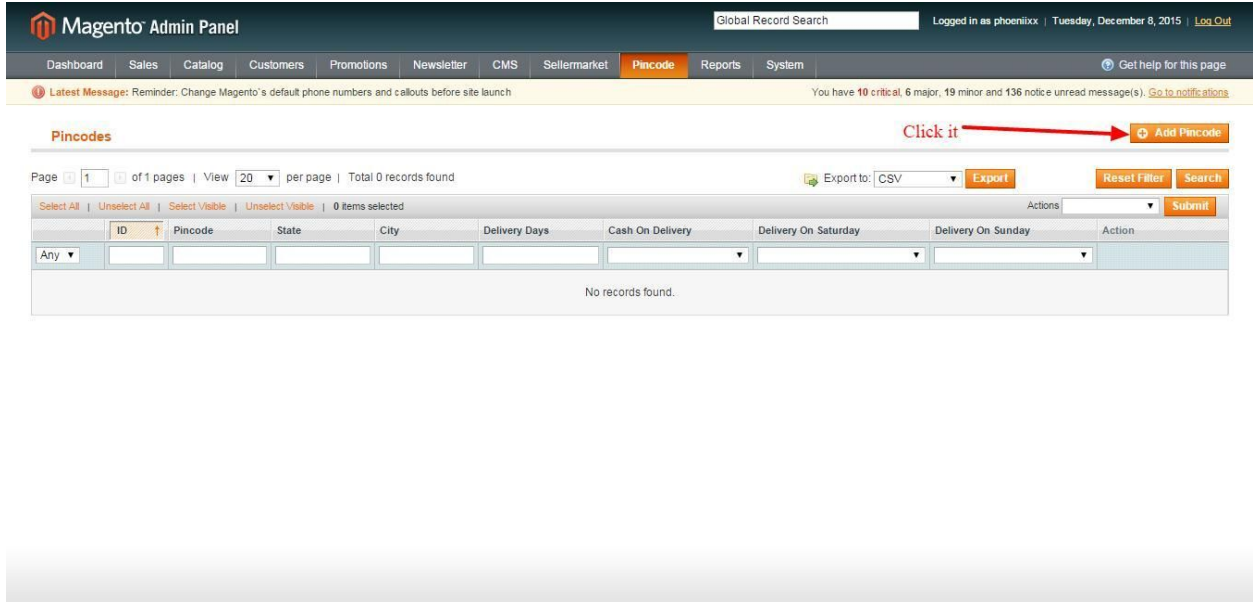 Magento Admin Panel
Global Record Search
Logged in as phoeniixx | Tuesday, December 8, 2015 | Log Out
Dashboard Sales Catalog Customers Promotions Newsletter CMS Sellermarket Pincode Reports System Get help for this page
Latest Message: Reminder: Change Magento`s default phone numbers and callouts before site launch You have 10 critical, 6 major, 19 minor and 136 notice unread message(s). Go to notifications
Pincodes Click it Add Pincode
Page 1 of 1 pages | View 20 per page | Total 0 records found Export to: CSV Export Reset Filter Search
Select All | Unselect All | Select Visible | Unselect Visible | 0 items selected Actions Submit
ID Pincode State City Delivery Days Cash On Delivery Delivery On Saturday Delivery On Sunday Action
Any
No records found.